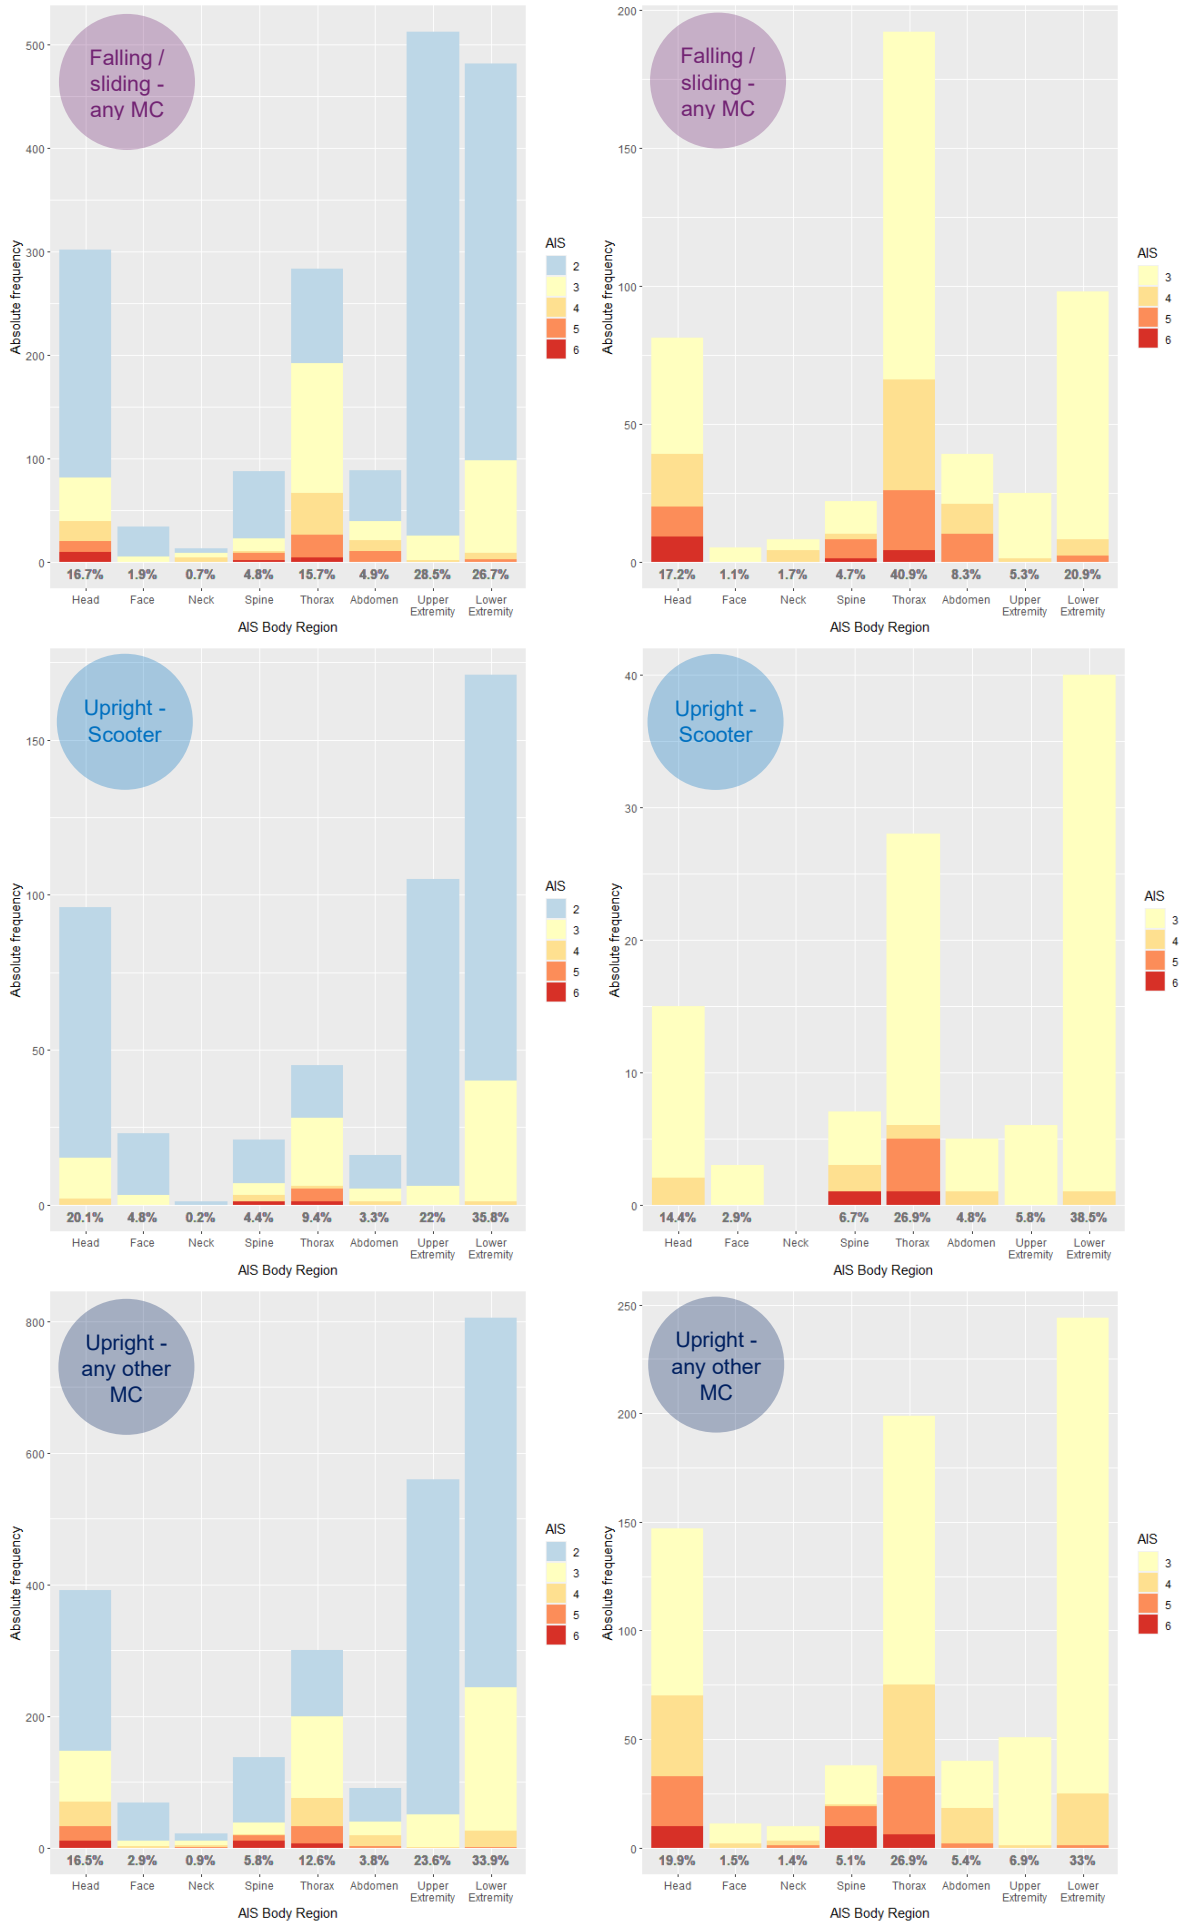 Falling /
sliding -
any MC
Absolute frequency
500
400
300
200
100
0
16.7% 1.9% 0.7% 4.8% 15.7% 4.9% 28.5% 26.7%
Head Face Neck Spine Thorax Abdomen Upper Extremity Lower Extremity
AIS Body Region
AIS
2
3
4
5
6
Falling /
sliding -
any MC
Absolute frequency
200
150
100
50
0
17.2% 1.1% 1.7% 4.7% 40.9% 8.3% 5.3% 20.9%
Head Face Neck Spine Thorax Abdomen Upper Extremity Lower Extremity
AIS Body Region
AIS
3
4
5
6
Upright -
Scooter
Absolute frequency
150
100
50
0
20.1% 4.8% 0.2% 4.4% 9.4% 3.3% 22% 35.8%
Head Face Neck Spine Thorax Abdomen Upper Extremity Lower Extremity
AIS Body Region
AIS
2
3
4
5
6
Upright -
Scooter
Absolute frequency
40
30
20
10
0
14.4% 2.9% 6.7% 26.9% 4.8% 5.8% 38.5%
Head Face Neck Spine Thorax Abdomen Upper Extremity Lower Extremity
AIS Body Region
AIS
3
4
5
6
Upright -
any other
MC
Absolute frequency
800
600
400
200
0
16.5% 2.9% 0.9% 5.8% 12.6% 3.8% 23.6% 33.9%
Head Face Neck Spine Thorax Abdomen Upper Extremity Lower Extremity
AIS Body Region
AIS
2
3
4
5
6
Upright -
any other
MC
Absolute frequency
250
200
150
100
50
0
19.9% 1.5% 1.4% 5.1% 26.9% 5.4% 6.9% 33%
Head Face Neck Spine Thorax Abdomen Upper Extremity Lower Extremity
AIS Body Region
AIS
3
4
5
6